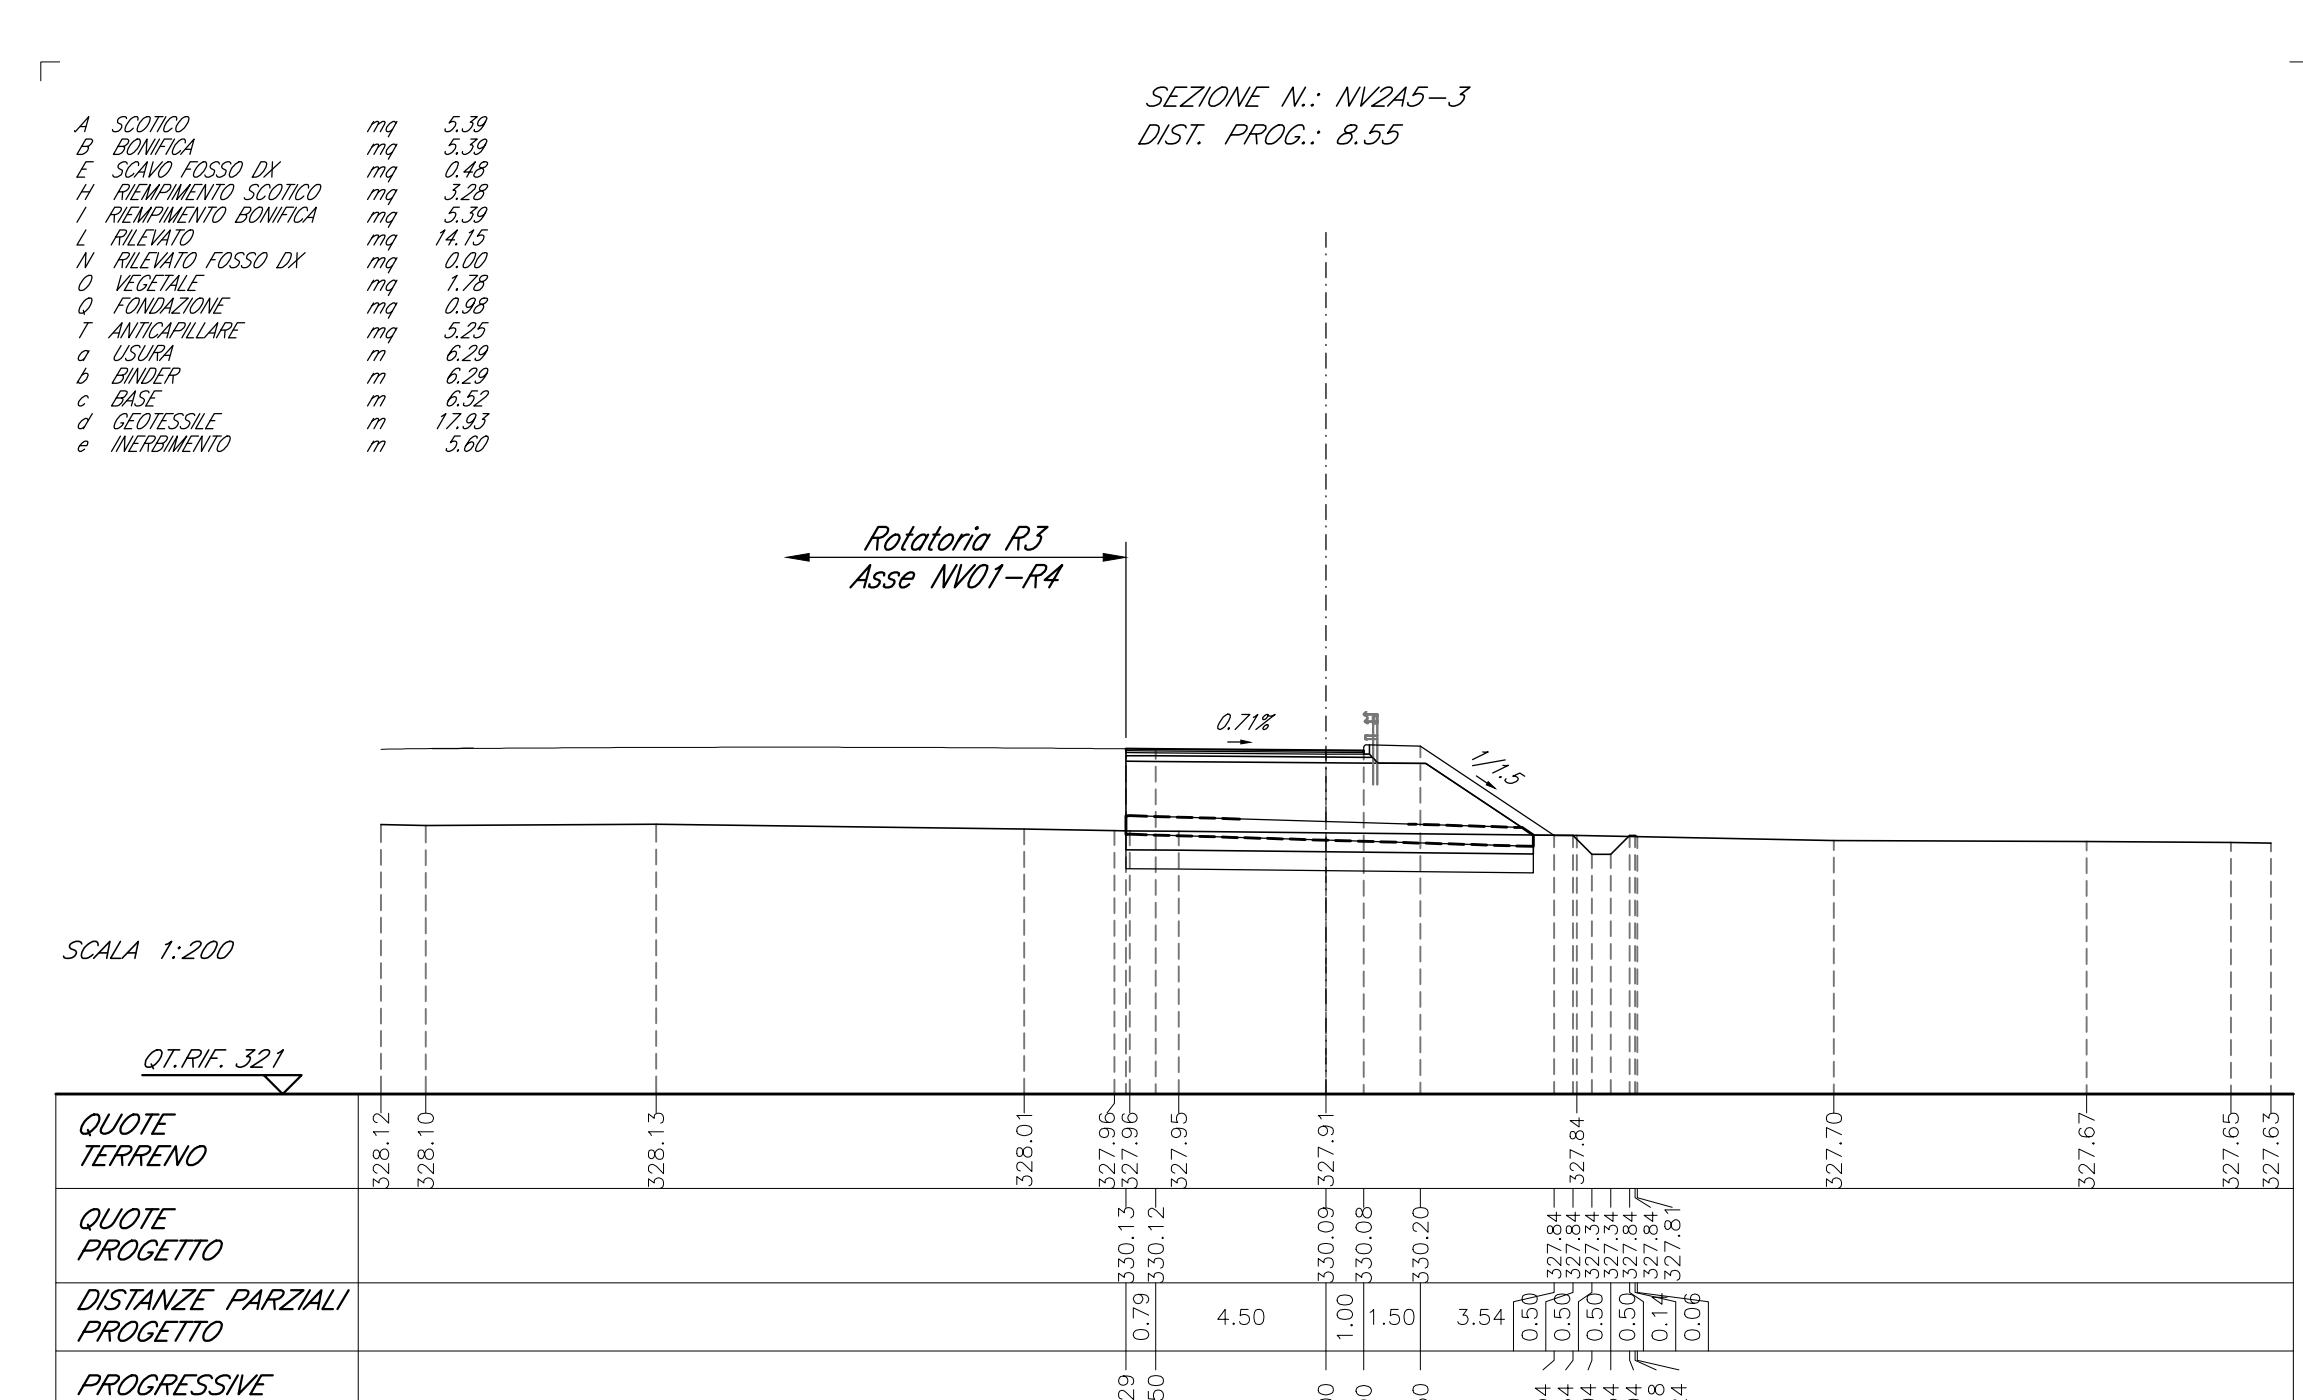 SEZIONE N.: NV2A5-3
DIST. PROG.: 8.55
A SCOTICO mq 5.39
B BONIFICA mq 5.39
E SCAVO FOSSO DX mq 0.48
H RIEMPIMENTO SCOTICO mq 3.28
I RIEMPIMENTO BONIFICA mq 5.39
L RILEVATO mq 14.15
N RILEVATO FOSSO DX mq 0.00
O VEGETALE mq 1.78
Q FONDAZIONE mq 0.98
T ANTICAPILLARE mq 5.25
a USURA m 6.29
b BINDER m 6.29
c BASE m 6.52
d GEOTESSILE m 17.93
e INERBIMENTO m 5.60
Rotatoria R3
Asse NV01-R4
0.71%
1/1.5
SCALA 1:200
QT.RIF. 321
QUOTE
TERRENO
328.12 328.10 328.13 328.01 327.96 327.96 327.95 327.91 327.84 327.70 327.67 327.65 327.63
QUOTE
PROGETTO
330.13 330.12 330.09 330.08 330.20 327.84 327.84 327.34 327.34 327.84 327.84 327.81
DISTANZE PARZIALI
PROGETTO
0.79 4.50 1.00 1.50 3.54 0.50 0.50 0.50 0.50 0.14 0.06
PROGRESSIVE